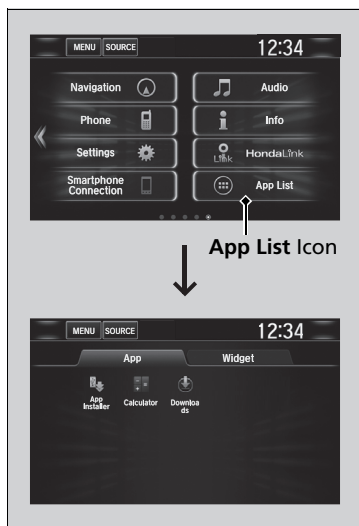 MENU SOURCE 12:34
Navigation Audio
Phone Info
Settings Link HondaLink
Smartphone
Connection
App List
App List Icon
MENU SOURCE 12:34
App Widget
App
Installer
Calculator
Downloa
ds